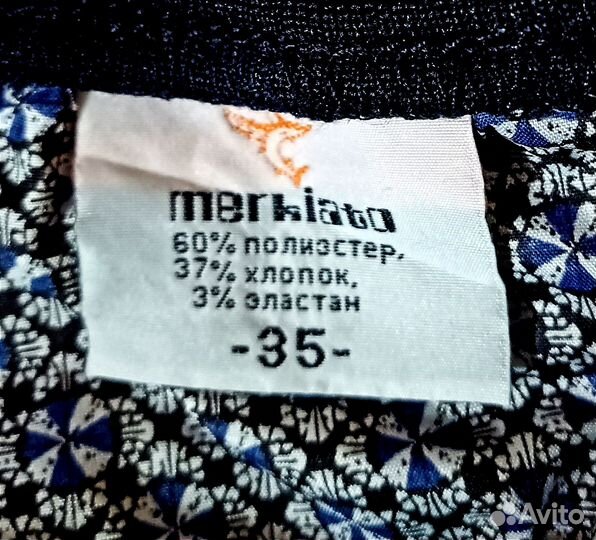 merkiato
60% полиэстер,
37% хлопок,
3% эластан
-35-
Avito